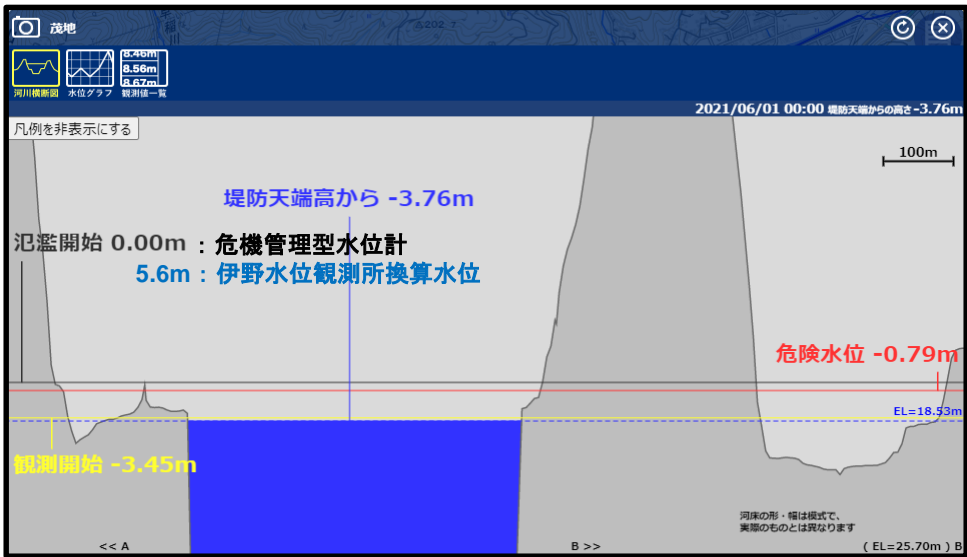 茂地
8.46m
8.56m
8.67m
河川横断図 水位グラフ 観測値一覧
2021/06/01 00:00 堤防天端からの高さ-3.76m
凡例を非表示にする
100m
堤防天端高から -3.76m
氾濫開始 0.00m : 危機管理型水位計
5.6m : 伊野水位観測所換算水位
危険水位 -0.79m
EL=18.53m
観測開始 -3.45m
河床の形・幅は模式で、
実際のものとは異なります
<< A
B >>
( EL=25.70m ) B